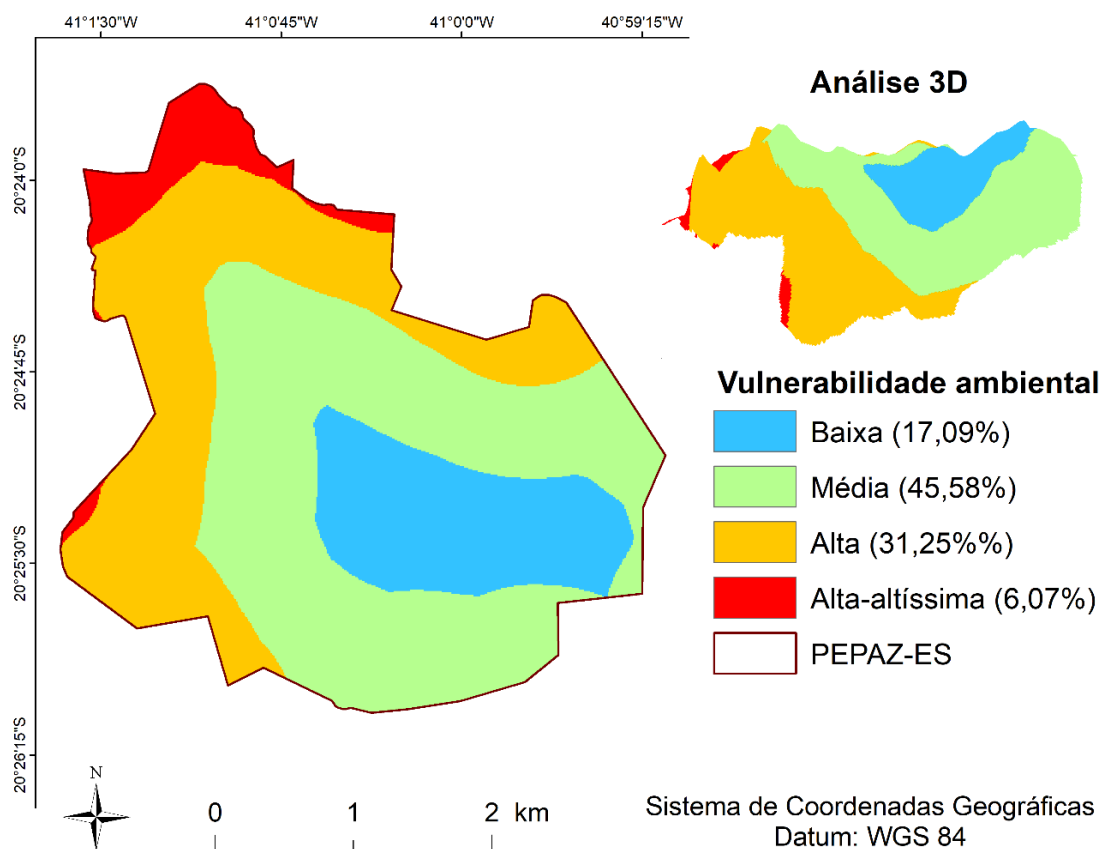 41°1'30"W 41°0'45"W 41°0'0"W 40°59'15"W
20°24'0"S
20°24'45"S
20°25'30"S
20°26'15"S
Análise 3D
Vulnerabilidade ambiental
Baixa (17,09%)
Média (45,58%)
Alta (31,25%%)
Alta-altíssima (6,07%)
PEPAZ-ES
N
0 1 2 km
Sistema de Coordenadas Geográficas
Datum: WGS 84